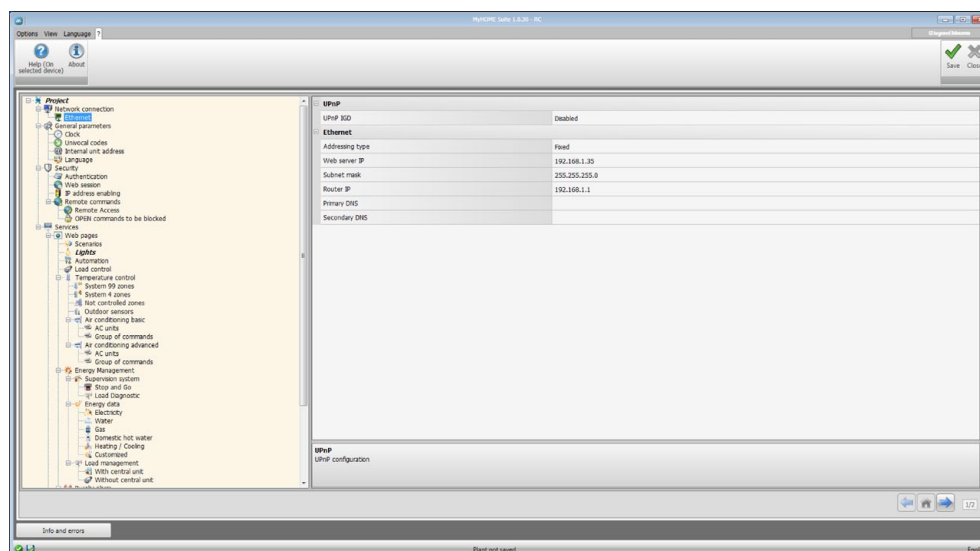 MyHOME Suite 1.0.30 - RC
Options View Language ?
Help (On selected device)
About
Save
Close
Project
Network connection
Ethernet
General parameters
Clock
Univocal codes
Internal unit address
Language
Security
Authentication
Web session
IP address enabling
Remote commands
Remote Access
OPEN commands to be blocked
Services
Web pages
Scenarios
Lights
Automation
Load control
Temperature control
System 99 zones
System 4 zones
Not controlled zones
Outdoor sensors
Air conditioning basic
AC units
Group of commands
Air conditioning advanced
AC units
Group of commands
Energy Management
Supervision system
Stop and Go
Load Diagnostic
Energy data
Electricity
Water
Gas
Domestic hot water
Heating / Cooling
Customized
Load management
With central unit
Without central unit
UPnP
UPnP IGD Disabled
Ethernet
Addressing type Fixed
Web server IP 192.168.1.35
Subnet mask 255.255.255.0
Router IP 192.168.1.1
Primary DNS
Secondary DNS
UPnP
UPnP configuration
1/2
Info and errors
Plant not saved